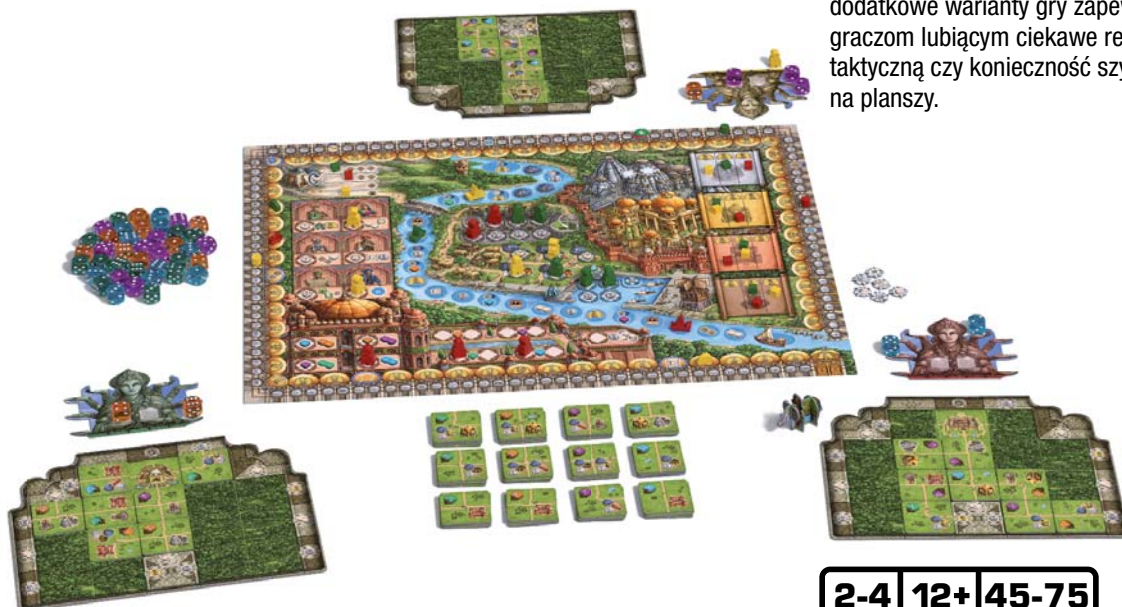 dodatkowe warianty gry
graczom lubiącym ciekawe
taktyczną czy konieczność
na planszy.
2-4 12+ 45-75